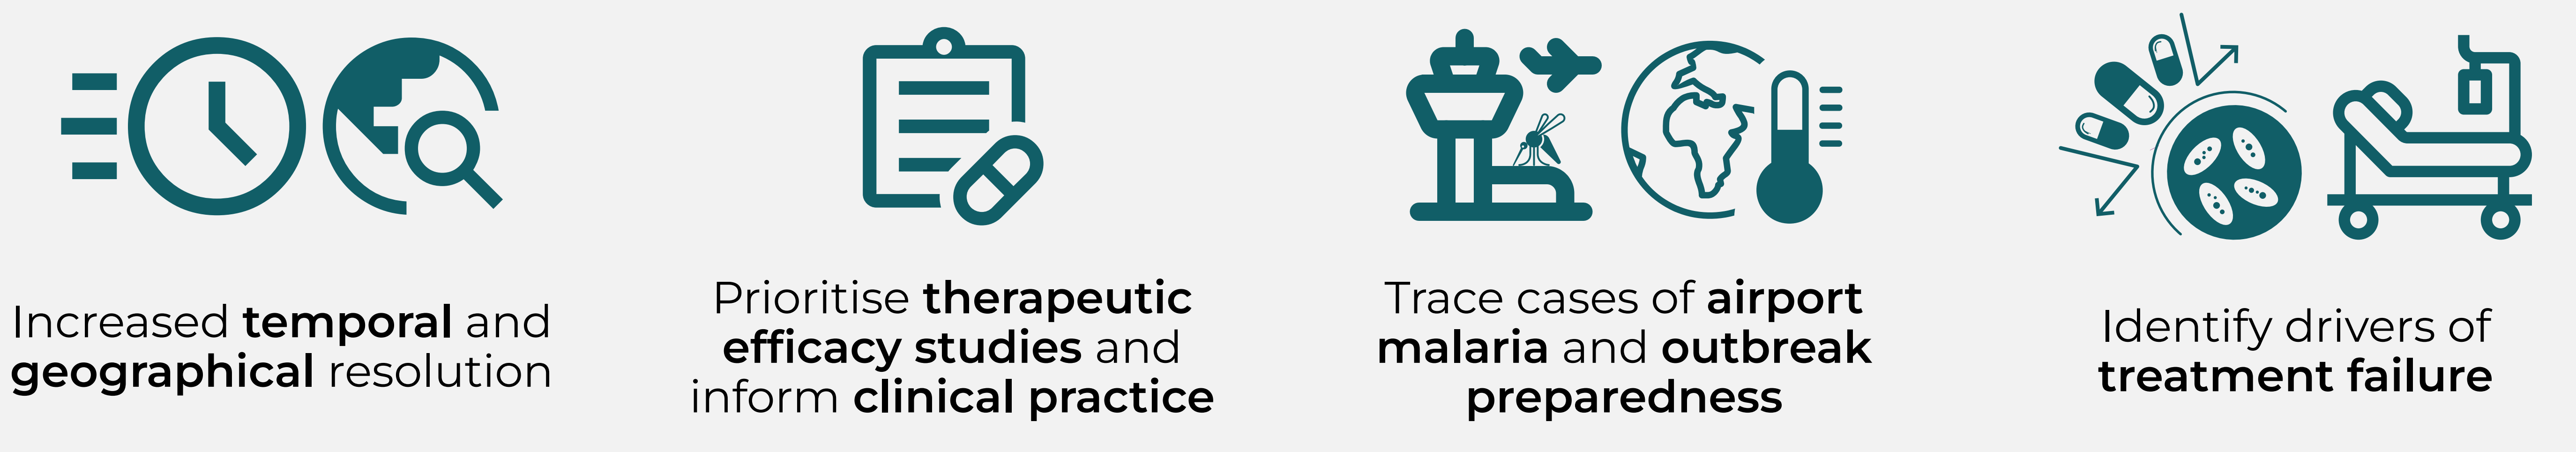 Increased temporal and
geographical resolution
Prioritise therapeutic
efficacy studies and
inform clinical practice
Trace cases of airport
malaria and outbreak
preparedness
Identify drivers of
treatment failure